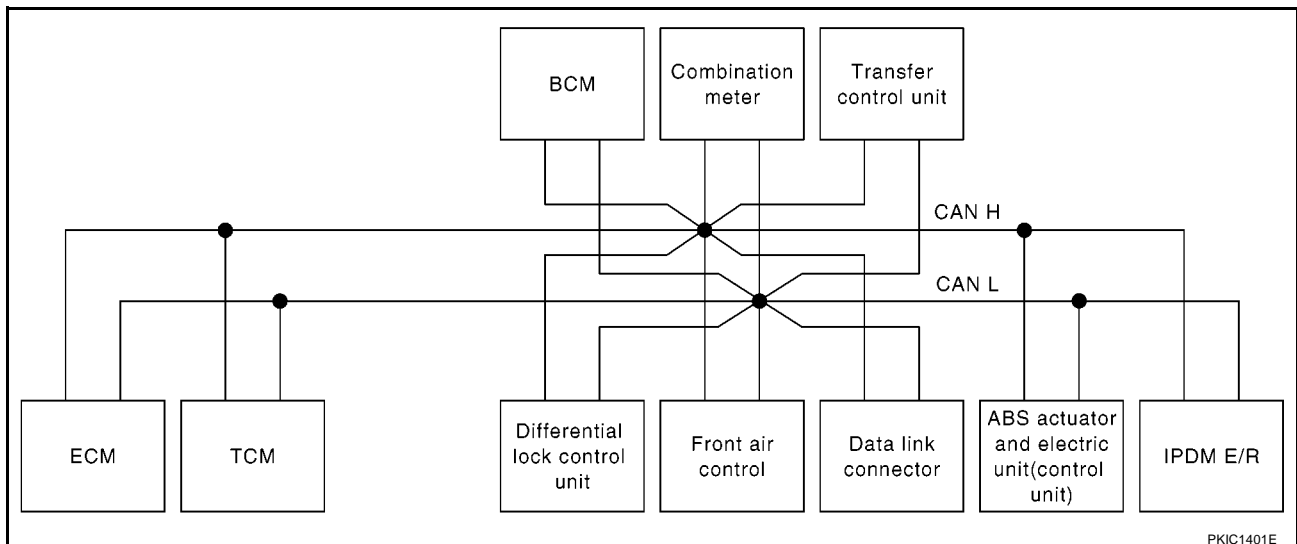 BCM
Combination
meter
Transfer
control unit
CAN H
CAN L
ECM
TCM
Differential
lock control
unit
Front air
control
Data link
connector
ABS actuator
and electric
unit(control
unit)
IPDM E/R
PKIC1401E